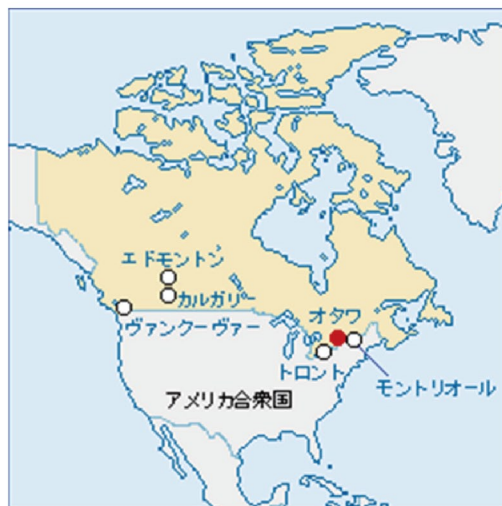 エドモントン
カルガリー
ヴァンクーヴァー
オタワ
トロント
モントリオール
アメリカ合衆国